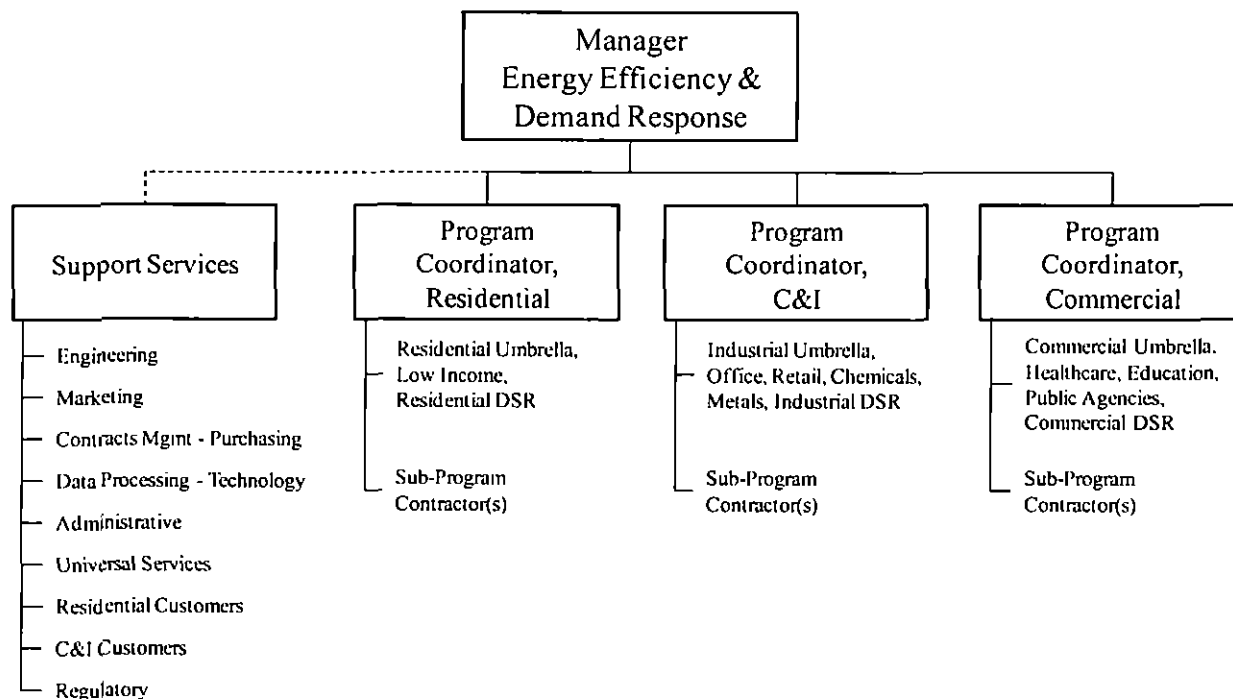 Manager
Energy Efficiency &
Demand Response
Support Services
Engineering
Marketing
Contracts Mgmt - Purchasing
Data Processing - Technology
Administrative
Universal Services
Residential Customers
C&I Customers
Regulatory
Program
Coordinator,
Residential
Residential Umbrella,
Low Income,
Residential DSR
Sub-Program
Contractor(s)
Program
Coordinator,
C&I
Industrial Umbrella,
Office, Retail, Chemicals,
Metals, Industrial DSR
Sub-Program
Contractor(s)
Program
Coordinator,
Commercial
Commercial Umbrella.
Healthcare, Education,
Public Agencies,
Commercial DSR
Sub-Program
Contractor(s)